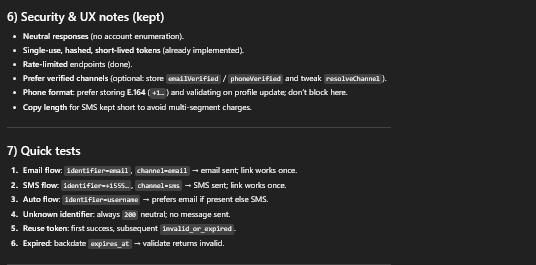 6) Security & UX notes (kept)
• Neutral responses (no account enumeration).
• Single-use, hashed, short-lived tokens (already implemented).
• Rate-limited endpoints (done).
• Prefer verified channels (optional: store emailVerified / phoneVerified and tweak resolveChannel).
• Phone format: prefer storing E.164 (+1…) and validating on profile update; don't block here.
• Copy length for SMS kept short to avoid multi-segment charges.
7) Quick tests
1. Email flow: identifier=email, channel=email → email sent; link works once.
2. SMS flow: identifier=+1555…, channel=sms → SMS sent; link works once.
3. Auto flow: identifier=username → prefers email if present else SMS.
4. Unknown identifier: always 200 neutral; no message sent.
5. Reuse token: first success, subsequent invalid_or_expired.
6. Expired: backdate expires_at → validate returns invalid.